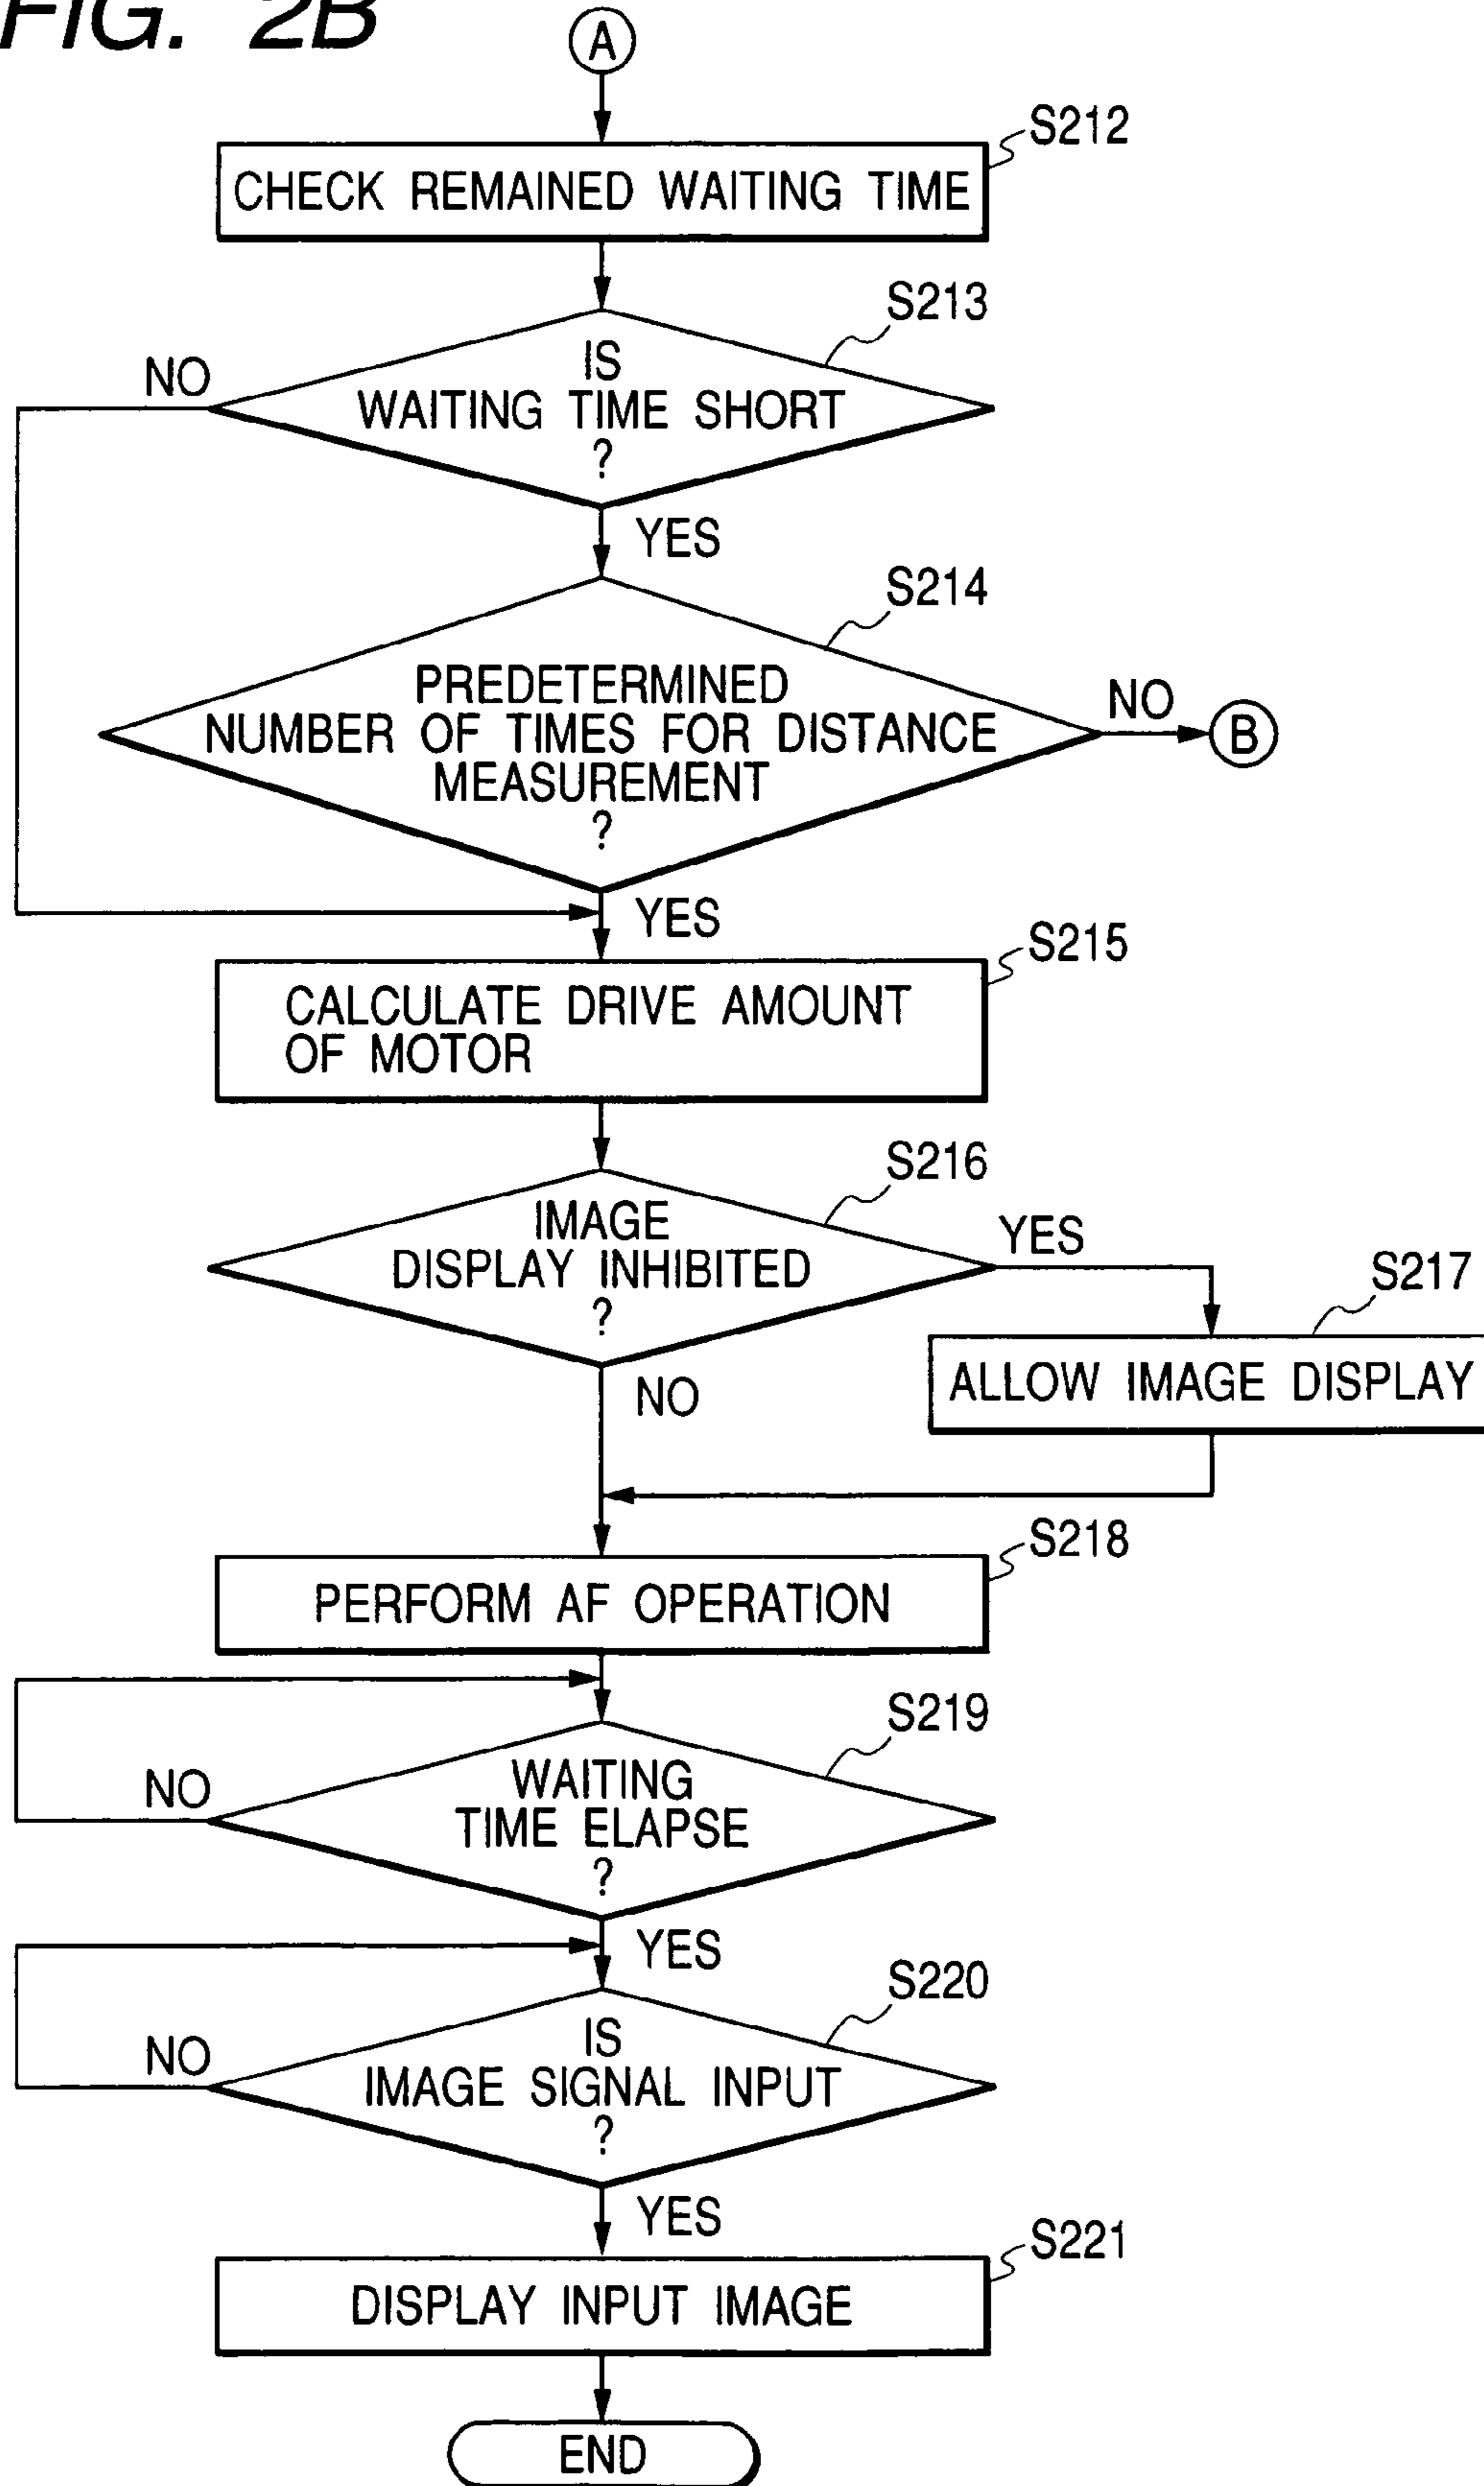 FIG. 2B
A
S212
CHECK REMAINED WAITING TIME
S213
IS
WAITING TIME SHORT
?
NO
YES
S214
PREDETERMINED
NUMBER OF TIMES FOR DISTANCE
MEASUREMENT
?
NO
B
YES
S215
CALCULATE DRIVE AMOUNT
OF MOTOR
S216
IMAGE
DISPLAY INHIBITED
?
YES
S217
ALLOW IMAGE DISPLAY
NO
S218
PERFORM AF OPERATION
S219
WAITING
TIME ELAPSE
?
NO
YES
S220
IS
IMAGE SIGNAL INPUT
?
NO
YES
S221
DISPLAY INPUT IMAGE
END